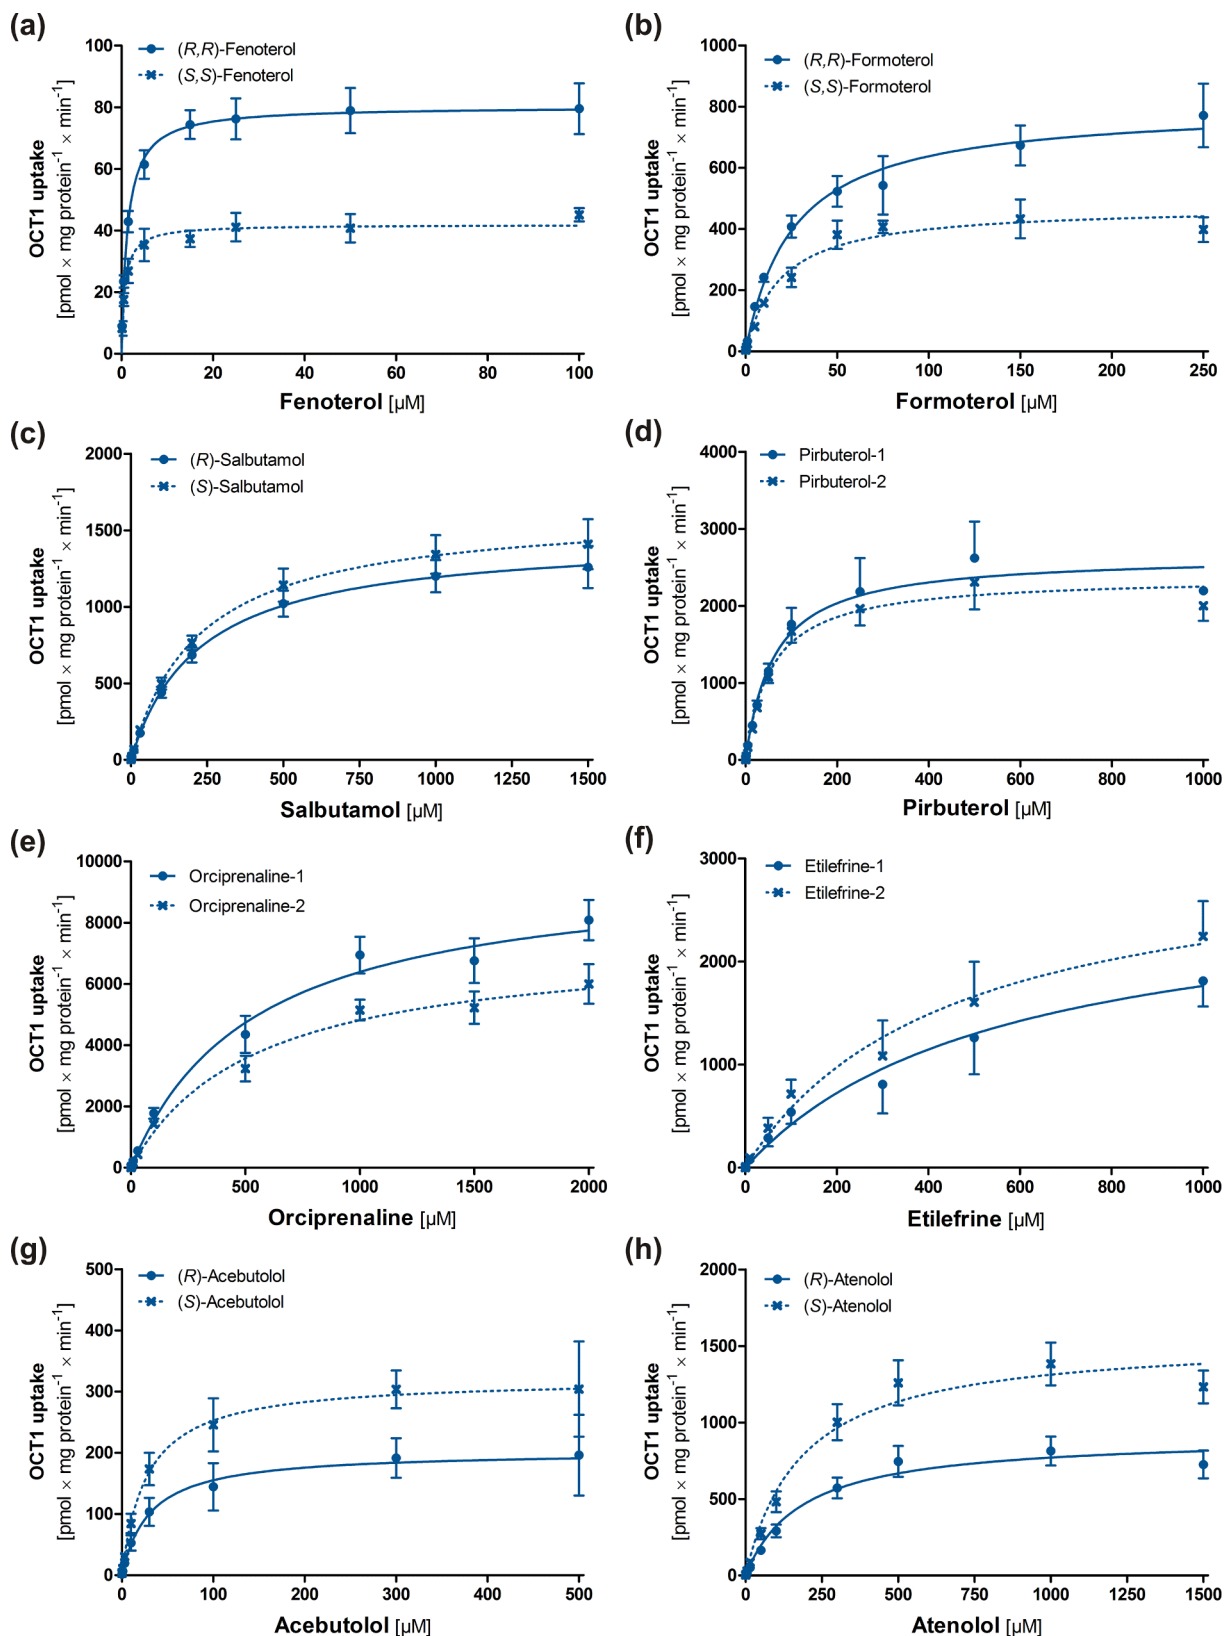 (a)
100
80
60
40
20
0
OCT1 uptake
[pmol × mg protein⁻¹ × min⁻¹]
(R,R)-Fenoterol
(S,S)-Fenoterol
0 20 40 60 80 100
Fenoterol [µM]
(b)
1000
800
600
400
200
0
OCT1 uptake
[pmol × mg protein⁻¹ × min⁻¹]
(R,R)-Formoterol
(S,S)-Formoterol
0 50 100 150 200 250
Formoterol [µM]
(c)
2000
1500
1000
500
0
OCT1 uptake
[pmol × mg protein⁻¹ × min⁻¹]
(R)-Salbutamol
(S)-Salbutamol
0 250 500 750 1000 1250 1500
Salbutamol [µM]
(d)
4000
3000
2000
1000
0
OCT1 uptake
[pmol × mg protein⁻¹ × min⁻¹]
Pirbuterol-1
Pirbuterol-2
0 200 400 600 800 1000
Pirbuterol [µM]
(e)
10000
8000
6000
4000
2000
0
OCT1 uptake
[pmol × mg protein⁻¹ × min⁻¹]
Orciprenaline-1
Orciprenaline-2
0 500 1000 1500 2000
Orciprenaline [µM]
(f)
3000
2000
1000
0
OCT1 uptake
[pmol × mg protein⁻¹ × min⁻¹]
Etilefrine-1
Etilefrine-2
0 200 400 600 800 1000
Etilefrine [µM]
(g)
500
400
300
200
100
0
OCT1 uptake
[pmol × mg protein⁻¹ × min⁻¹]
(R)-Acebutolol
(S)-Acebutolol
0 100 200 300 400 500
Acebutolol [µM]
(h)
2000
1500
1000
500
0
OCT1 uptake
[pmol × mg protein⁻¹ × min⁻¹]
(R)-Atenolol
(S)-Atenolol
0 250 500 750 1000 1250 1500
Atenolol [µM]